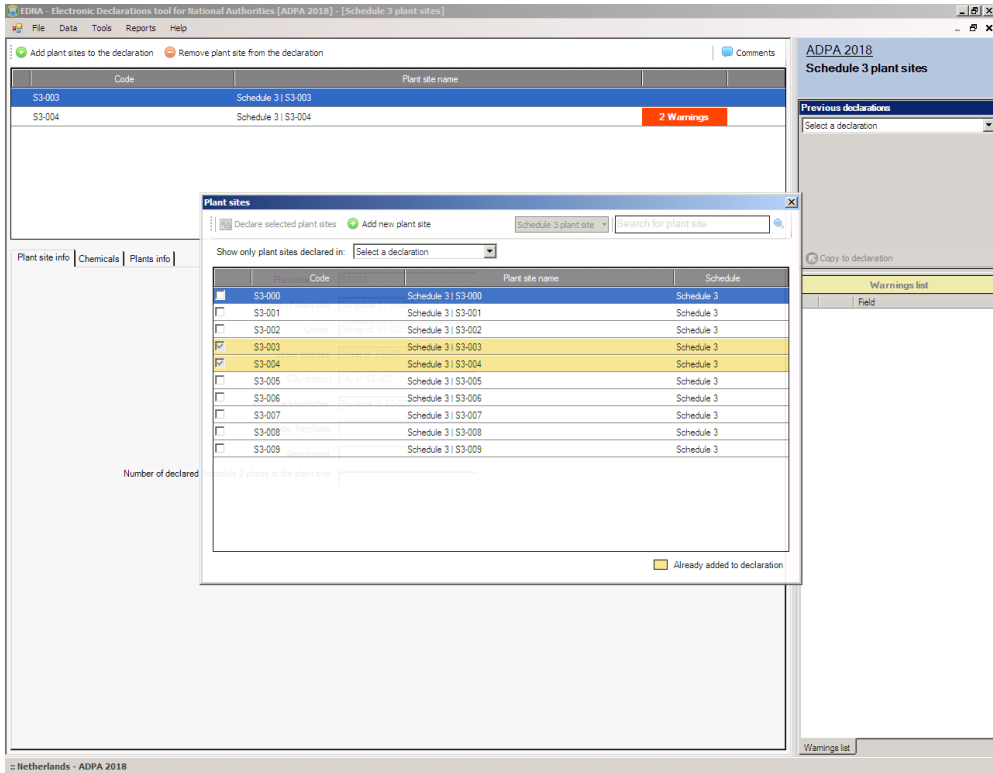 EDNA - Electronic Declarations tool for National Authorities [ADPA 2018] - [Schedule 3 plant sites]
File Data Tools Reports Help
Add plant sites to the declaration Remove plant site from the declaration Comments
Code Plant site name
S3-003 Schedule 3 | S3-003
S3-004 Schedule 3 | S3-004 2 Warnings
ADPA 2018
Schedule 3 plant sites
Previous declarations
Select a declaration
Copy to declaration
Warnings list
Field
Plant site info Chemicals Plants info
Plant sites
Declare selected plant sites Add new plant site Schedule 3 plant site Search for plant site
Show only plant sites declared in: Select a declaration
Code Plant site name Schedule
S3-000 Schedule 3 | S3-000 Schedule 3
S3-001 Schedule 3 | S3-001 Schedule 3
S3-002 Schedule 3 | S3-002 Schedule 3
S3-003 Schedule 3 | S3-003 Schedule 3
S3-004 Schedule 3 | S3-004 Schedule 3
S3-005 Schedule 3 | S3-005 Schedule 3
S3-006 Schedule 3 | S3-006 Schedule 3
S3-007 Schedule 3 | S3-007 Schedule 3
S3-008 Schedule 3 | S3-008 Schedule 3
S3-009 Schedule 3 | S3-009 Schedule 3
Number of declared Schedule 2 plants at the plant site
Already added to declaration
Warnings list
:: Netherlands - ADPA 2018